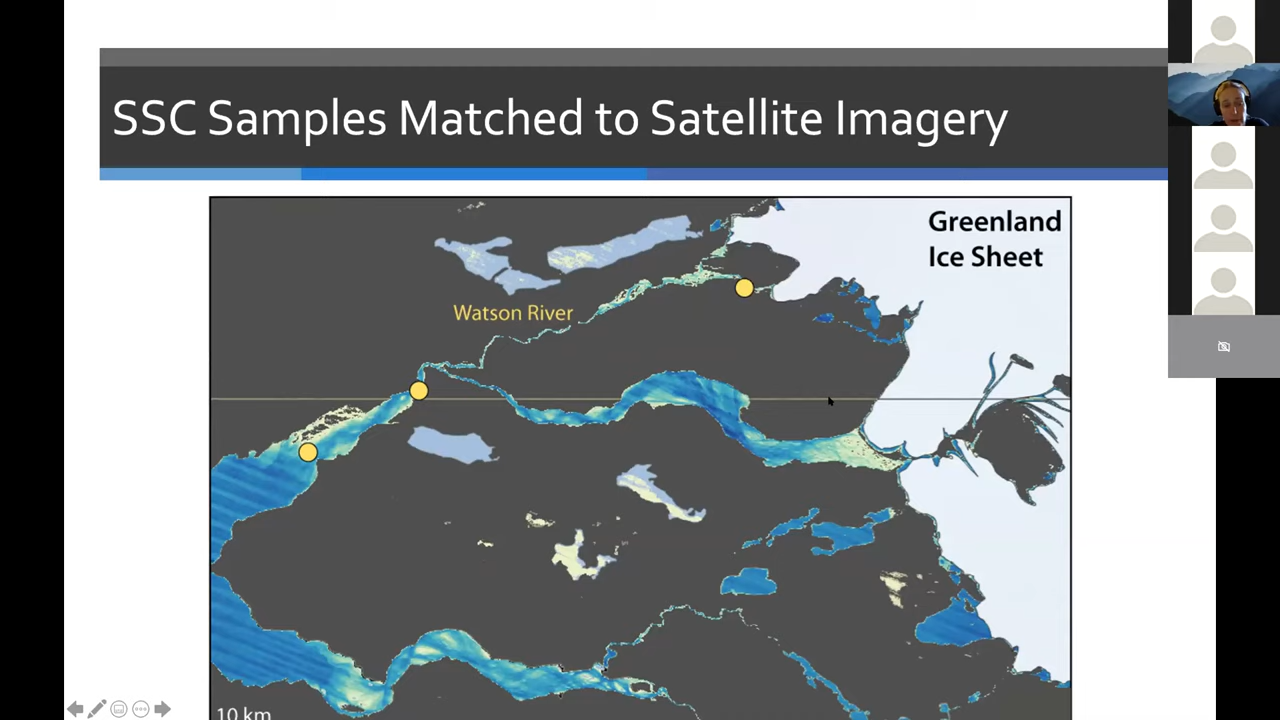 SSC Samples Matched to Satellite Imagery
Greenland
Ice Sheet
Watson River
10 km